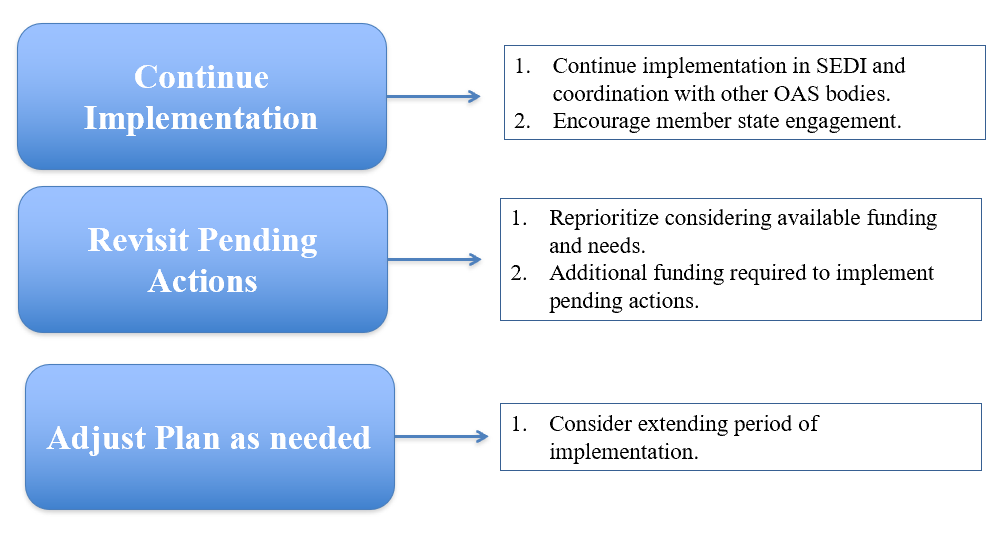 Continue
Implementation
1. Continue implementation in SEDI and
coordination with other OAS bodies.
2. Encourage member state engagement.
Revisit Pending
Actions
1. Reprioritize considering available funding
and needs.
2. Additional funding required to implement
pending actions.
Adjust Plan as needed
1. Consider extending period of
implementation.